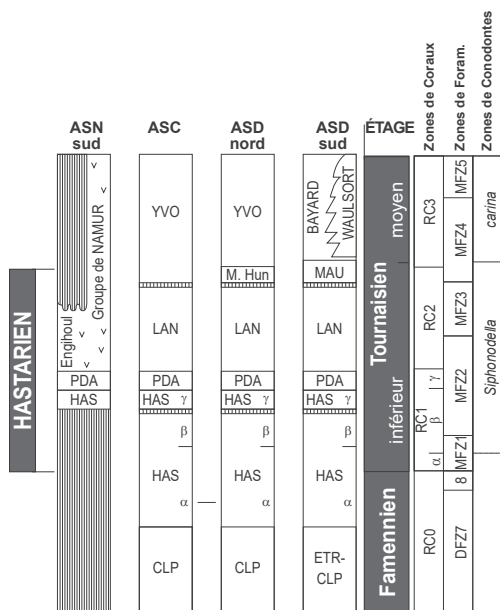 ASN
sud
ASC
ASD
nord
ASD
sud
ÉTAGE
Zones de Coraux
Zones de Foram.
Zones de Conodontes
HASTARIEN
Engihoul
Groupe de NAMUR
PDA
HAS
YVO
LAN
PDA
HAS γ
β
HAS
α
CLP
YVO
M. Hun
LAN
PDA
HAS γ
β
HAS
α
CLP
BAYARD
WAULSORT
MAU
LAN
PDA
HAS γ
β
HAS
α
ETR-
CLP
Tournaisien
moyen
inférieur
Famennien
RC3
RC2
RC1
γ
β
α
RC0
MFZ5
MFZ4
MFZ3
MFZ2
MFZ1
8
DFZ7
carina
Siphonodella